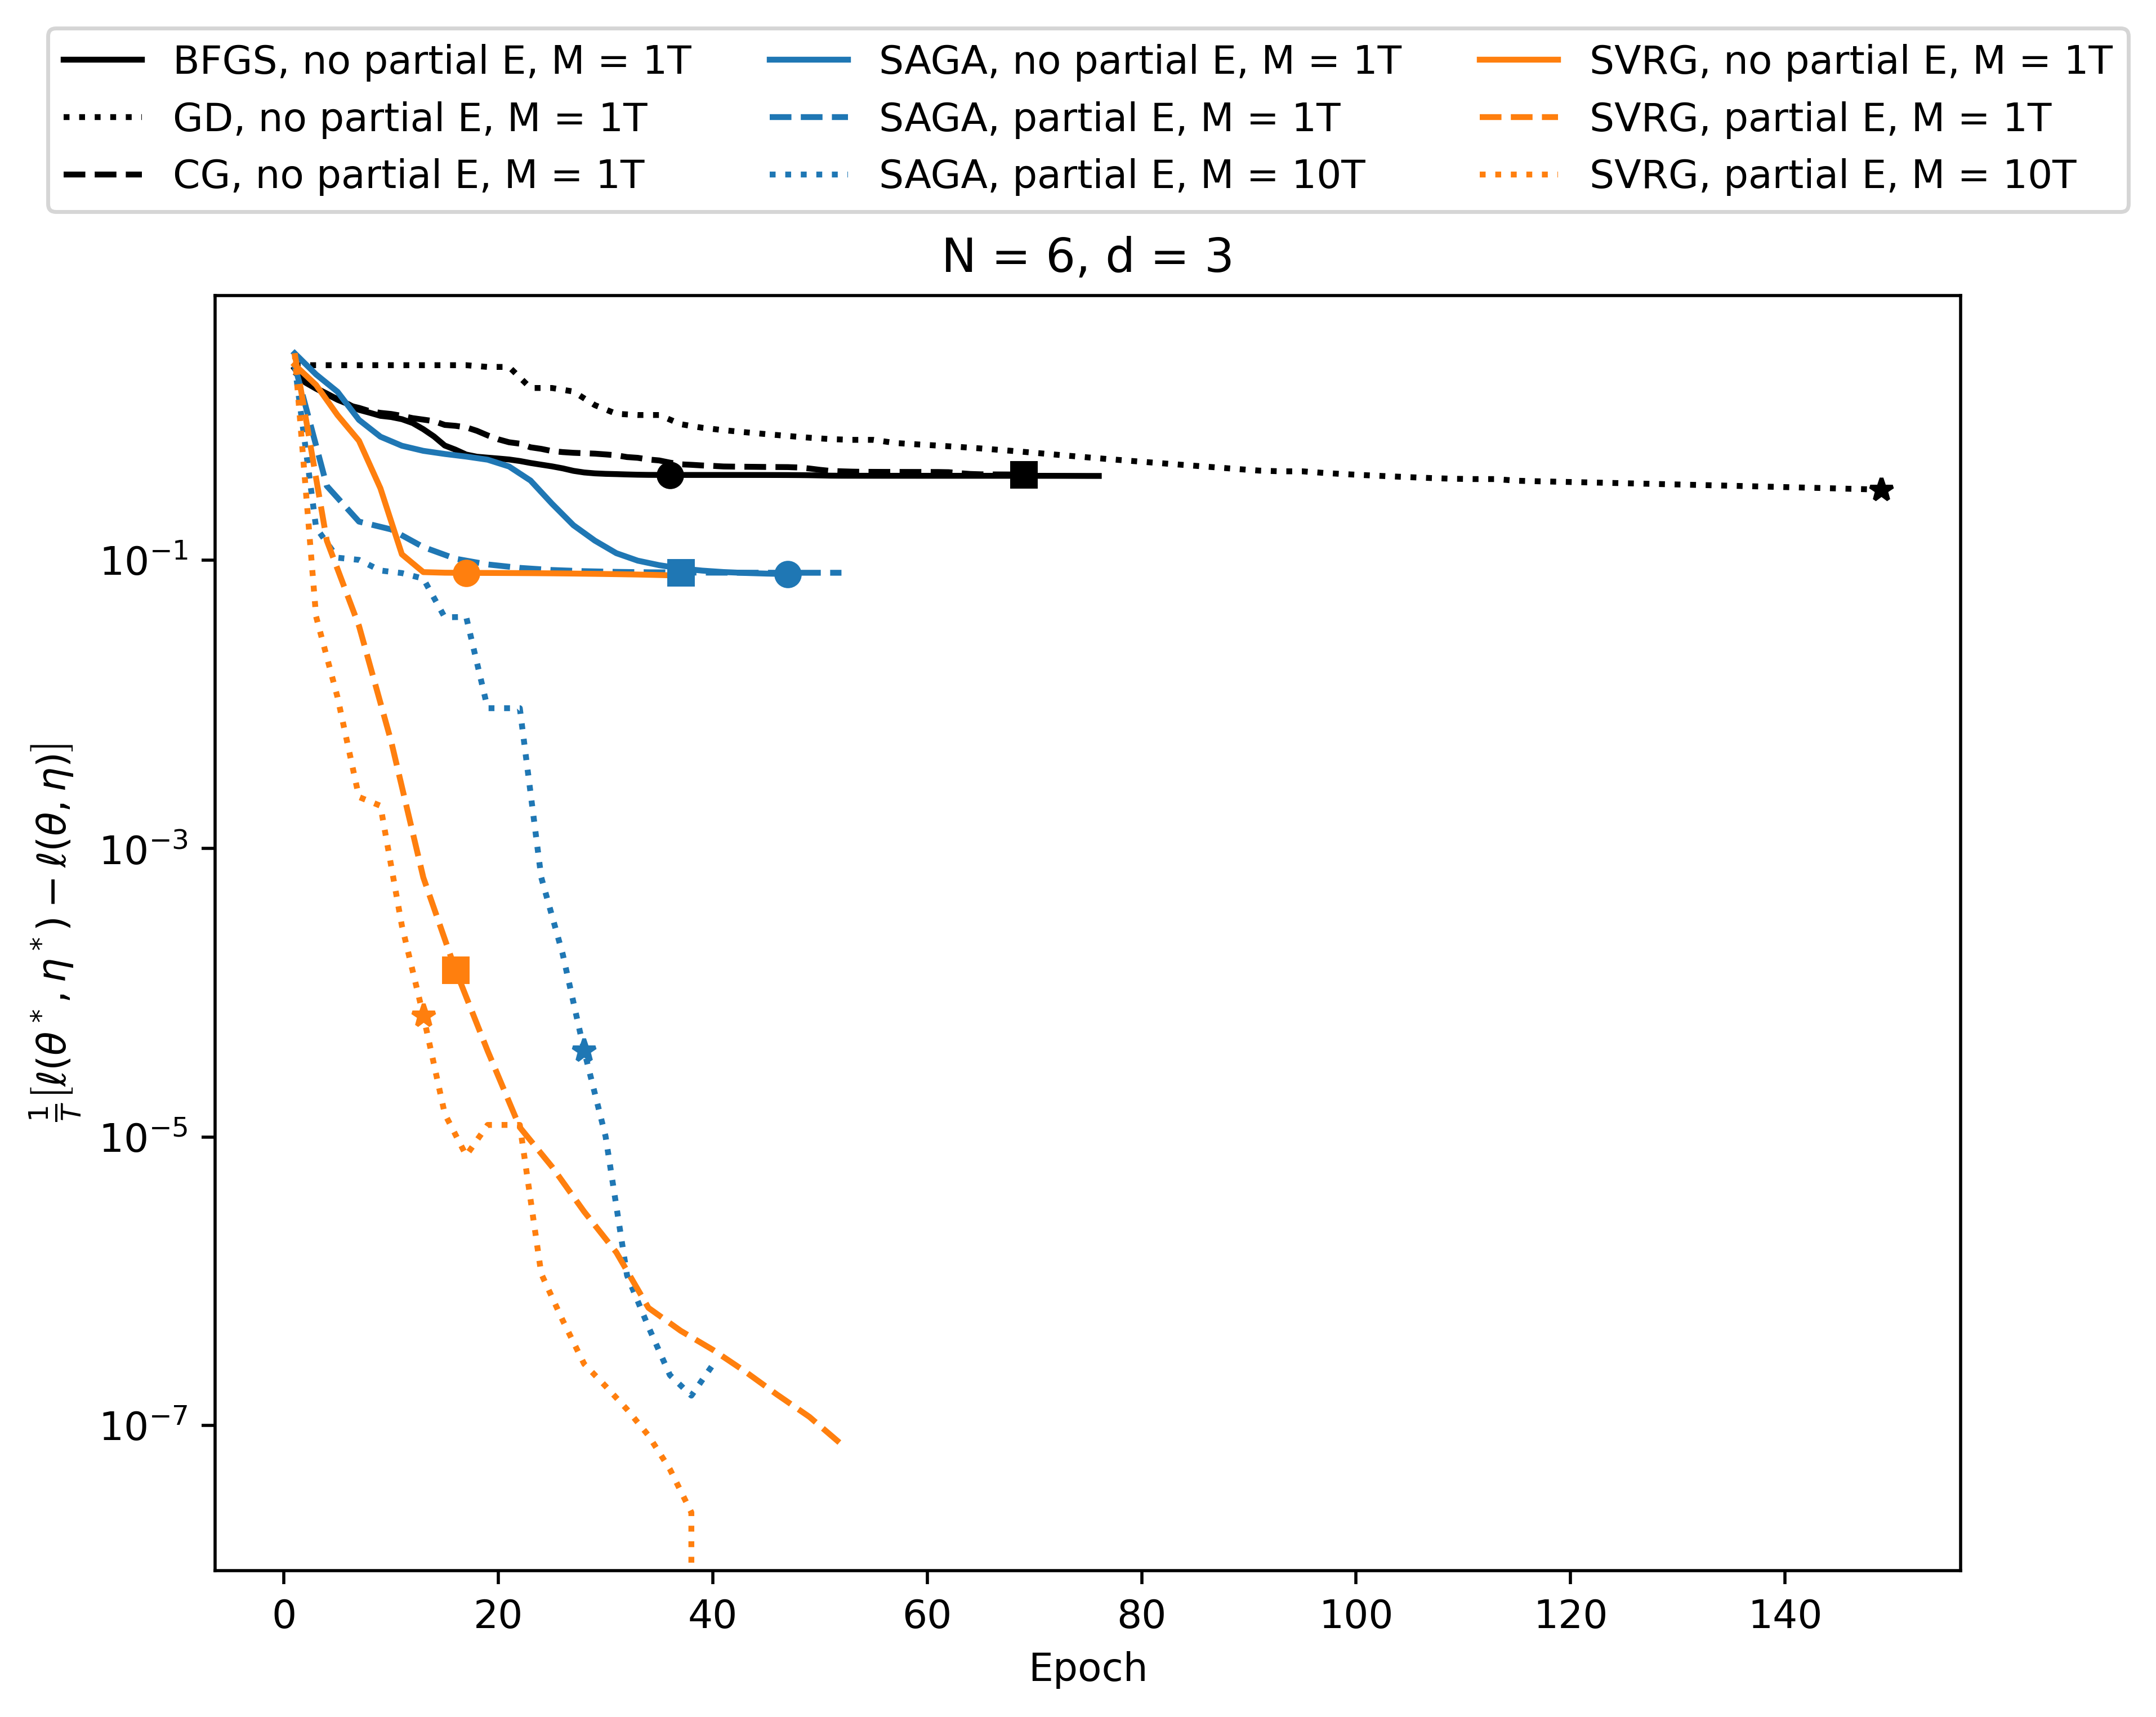 BFGS, no partial E, M = 1T
GD, no partial E, M = 1T
CG, no partial E, M = 1T
SAGA, no partial E, M = 1T
SAGA, partial E, M = 1T
SAGA, partial E, M = 10T
SVRG, no partial E, M = 1T
SVRG, partial E, M = 1T
SVRG, partial E, M = 10T
N = 6, d = 3
10⁻¹
10⁻³
10⁻⁵
10⁻⁷
1/T [ℓ(θ*, η*) − ℓ(θ, η)]
0 20 40 60 80 100 120 140
Epoch